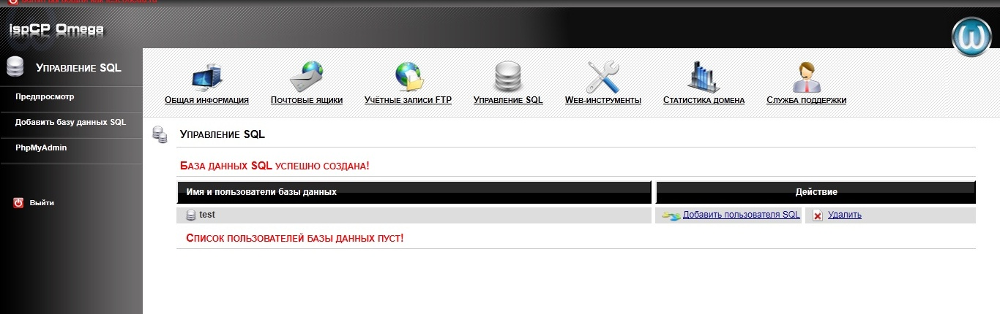 ispCP Omega
Управление SQL
Предпросмотр
Добавить базу данных SQL
PhpMyAdmin
Выйти
Общая информация
Почтовые ящики
Учётные записи FTP
Управление SQL
Web-инструменты
Статистика домена
Служба поддержки
Управление SQL
База данных SQL успешно создана!
Имя и пользователи базы данных
Действие
test
Добавить пользователя SQL
Удалить
Список пользователей базы данных пуст!